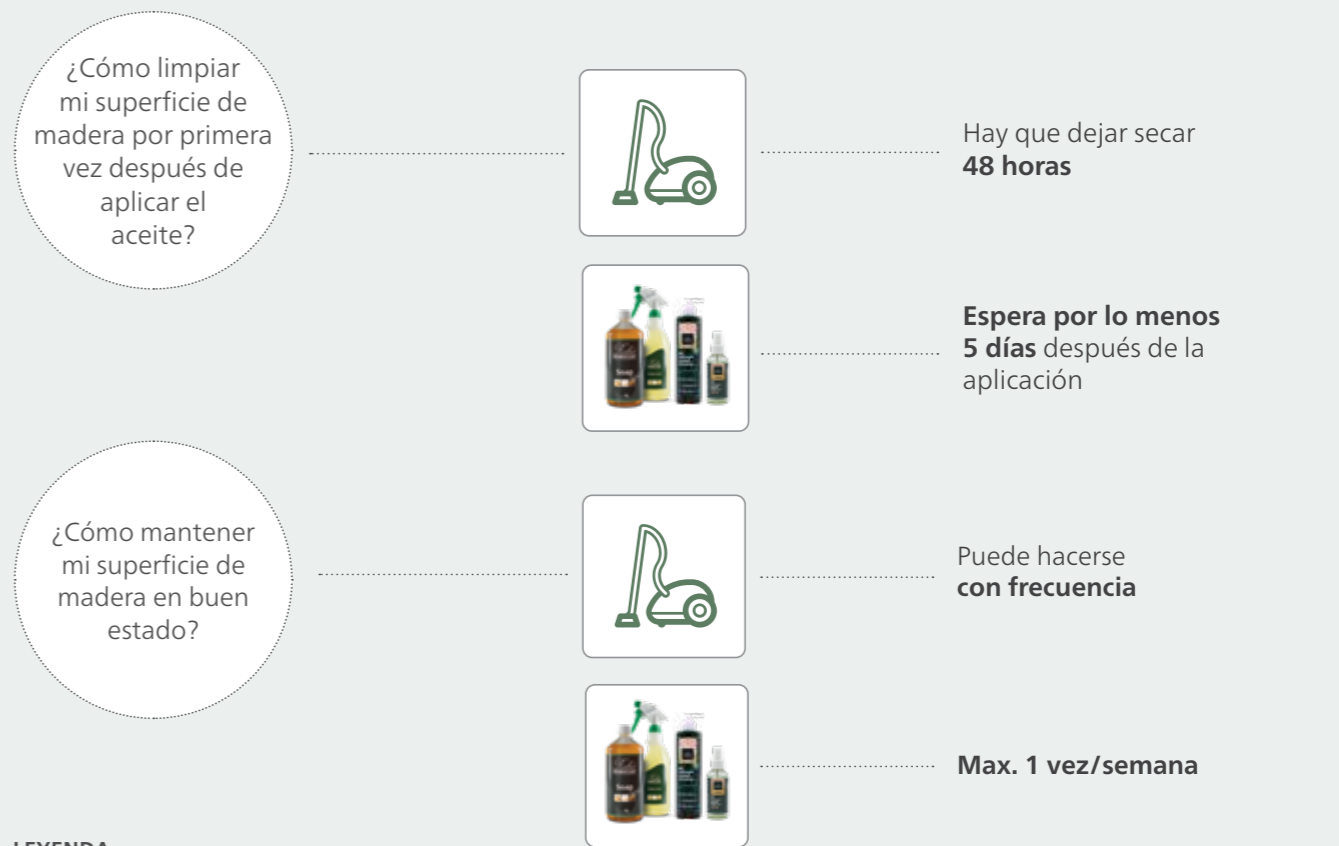 ¿Cómo limpiar
mi superficie de
madera por primera
vez después de
aplicar el
aceite?
Hay que dejar secar
48 horas
Espera por lo menos
5 días después de la
aplicación
¿Cómo mantener
mi superficie de
madera en buen
estado?
Puede hacerse
con frecuencia
Max. 1 vez/semana
LEYENDA